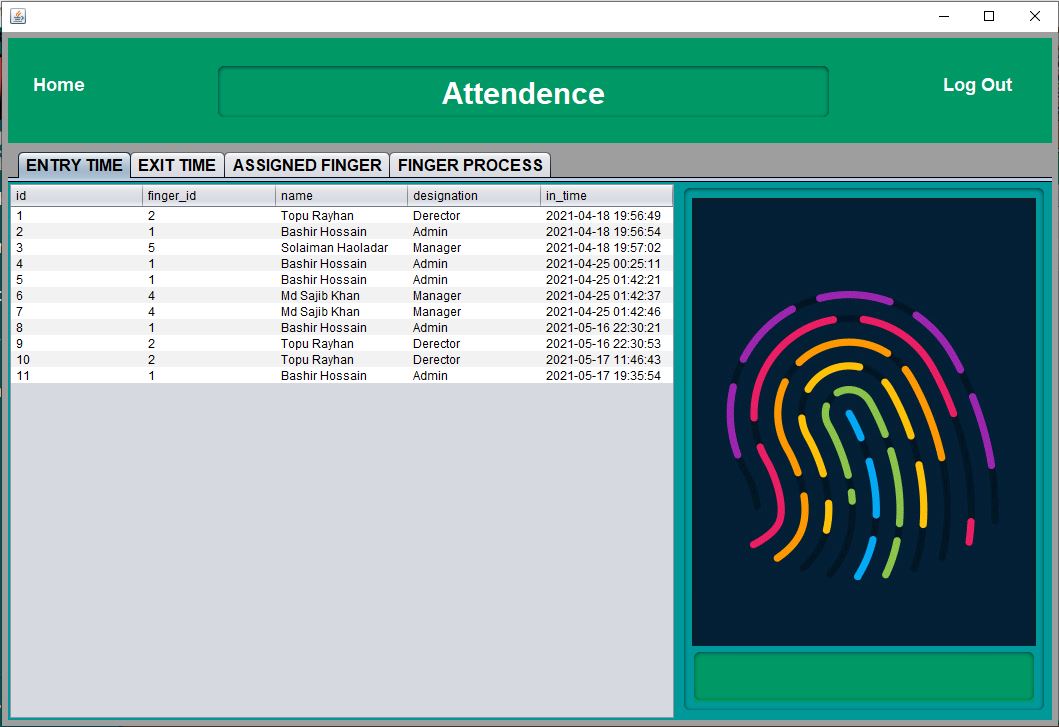 Home
Attendence
Log Out
ENTRY TIME EXIT TIME ASSIGNED FINGER FINGER PROCESS
id finger_id name designation in_time
1 2 Topu Rayhan Derector 2021-04-18 19:56:49
2 1 Bashir Hossain Admin 2021-04-18 19:56:54
3 5 Solaiman Haoladar Manager 2021-04-18 19:57:02
4 1 Bashir Hossain Admin 2021-04-25 00:25:11
5 1 Bashir Hossain Admin 2021-04-25 01:42:21
6 4 Md Sajib Khan Manager 2021-04-25 01:42:37
7 4 Md Sajib Khan Manager 2021-04-25 01:42:46
8 1 Bashir Hossain Admin 2021-05-16 22:30:21
9 2 Topu Rayhan Derector 2021-05-16 22:30:53
10 2 Topu Rayhan Derector 2021-05-17 11:46:43
11 1 Bashir Hossain Admin 2021-05-17 19:35:54